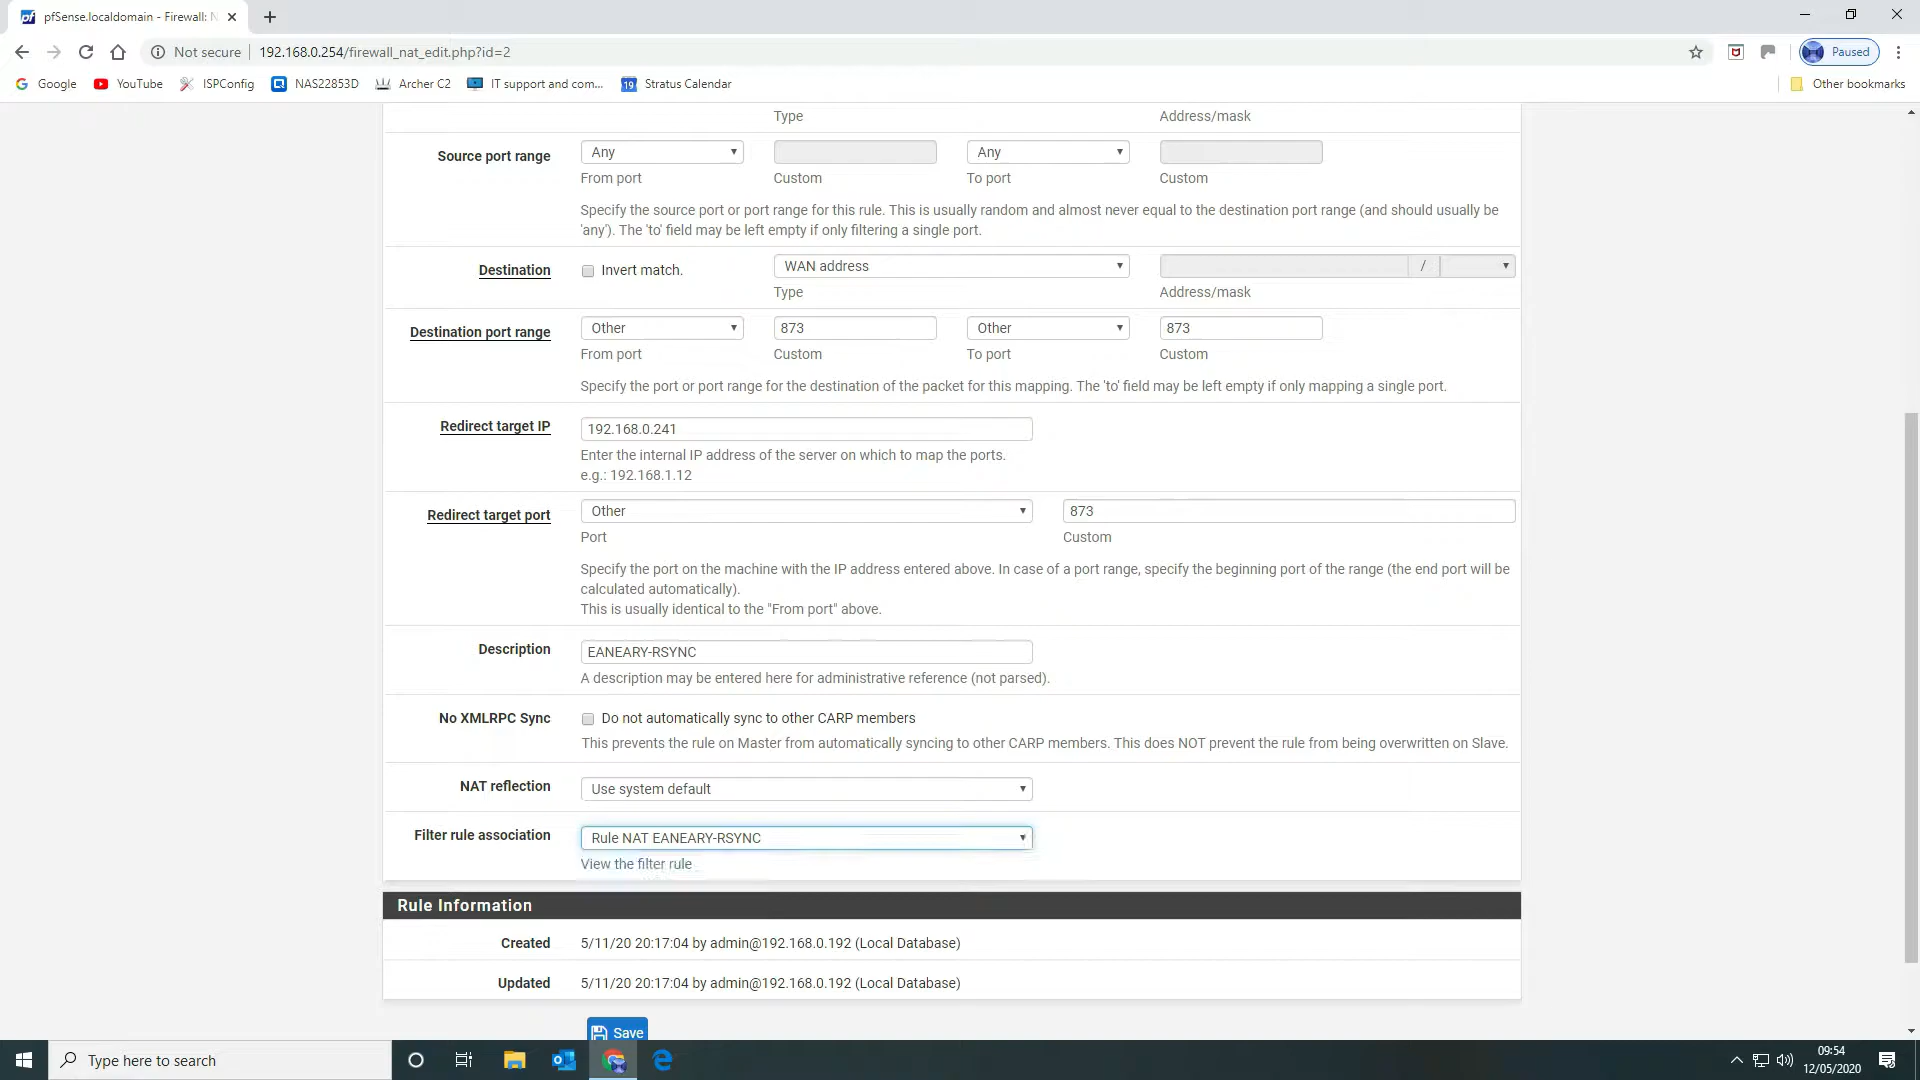 pfSense.localdomain - Firewall: N
Not secure 192.168.0.254/firewall_nat_edit.php?id=2
Paused
Google YouTube ISPConfig NAS22853D Archer C2 IT support and com... 19 Stratus Calendar Other bookmarks
Type Address/mask
Source port range Any Any
From port Custom To port Custom
Specify the source port or port range for this rule. This is usually random and almost never equal to the destination port range (and should usually be
'any'). The 'to' field may be left empty if only filtering a single port.
Destination Invert match. WAN address /
Type Address/mask
Destination port range Other 873 Other 873
From port Custom To port Custom
Specify the port or port range for the destination of the packet for this mapping. The 'to' field may be left empty if only mapping a single port.
Redirect target IP 192.168.0.241
Enter the internal IP address of the server on which to map the ports.
e.g.: 192.168.1.12
Redirect target port Other 873
Port Custom
Specify the port on the machine with the IP address entered above. In case of a port range, specify the beginning port of the range (the end port will be
calculated automatically).
This is usually identical to the "From port" above.
Description EANEARY-RSYNC
A description may be entered here for administrative reference (not parsed).
No XMLRPC Sync Do not automatically sync to other CARP members
This prevents the rule on Master from automatically syncing to other CARP members. This does NOT prevent the rule from being overwritten on Slave.
NAT reflection Use system default
Filter rule association Rule NAT EANEARY-RSYNC
View the filter rule
Rule Information
Created 5/11/20 20:17:04 by admin@192.168.0.192 (Local Database)
Updated 5/11/20 20:17:04 by admin@192.168.0.192 (Local Database)
Save
Type here to search
09:54
12/05/2020